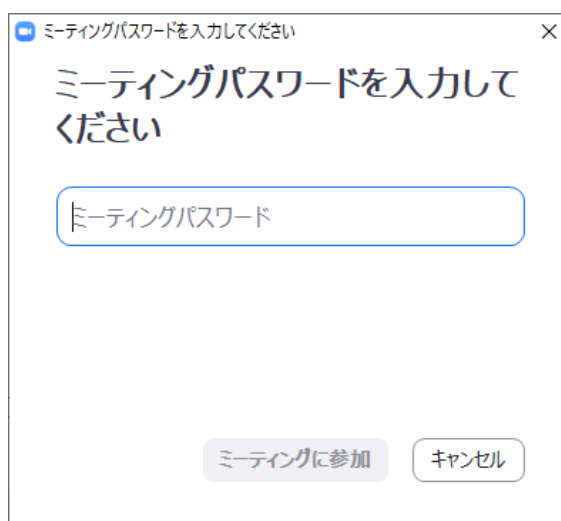 ミーティングパスワードを入力してください
ミーティングパスワードを入力して
ください
ミーティングパスワード
ミーティングに参加
キャンセル